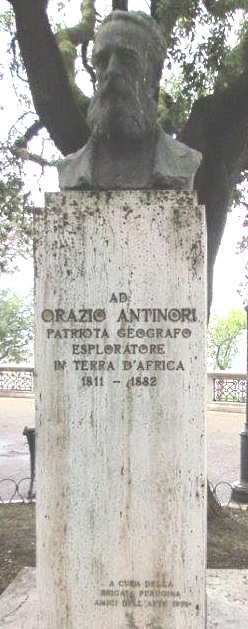 AD
ORAZIO ANTINORI
PATRIOTA GEOGRAFO
ESPLORATORE
IN TERRA D'AFRICA
1811 - 1882
A CURA DELLA
BRIGATA PERUGINA
AMICI DELL'ARTE